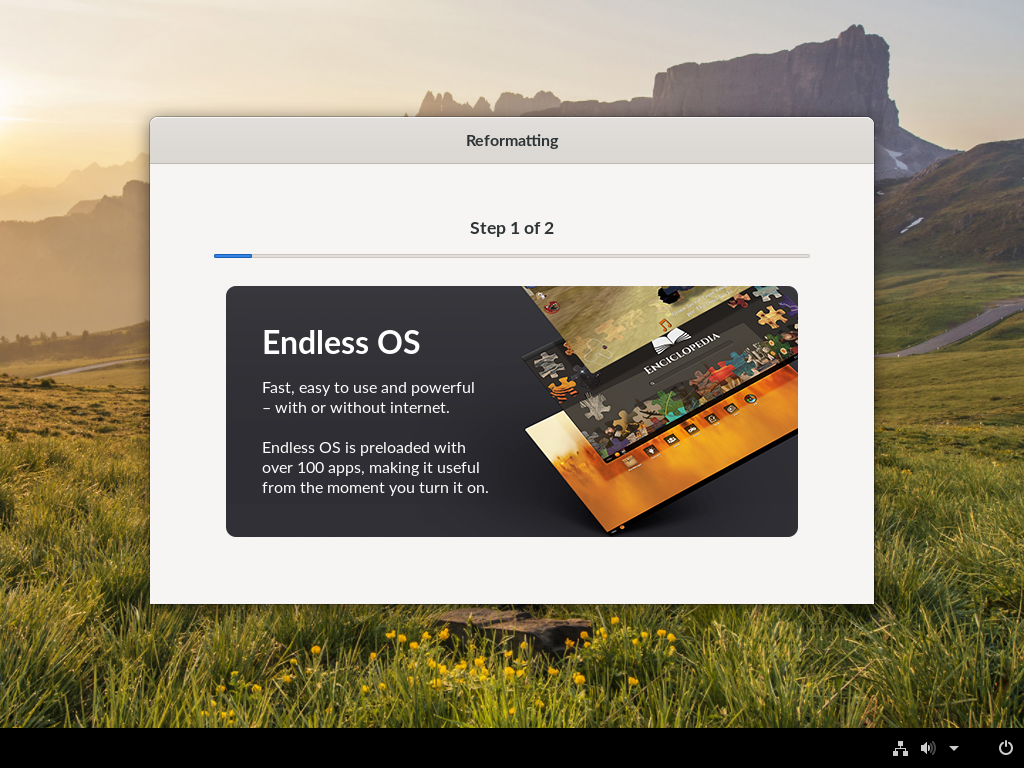 Reformatting
Step 1 of 2
Endless OS
Fast, easy to use and powerful
– with or without internet.
Endless OS is preloaded with
over 100 apps, making it useful
from the moment you turn it on.
ENCICLOPEDIA